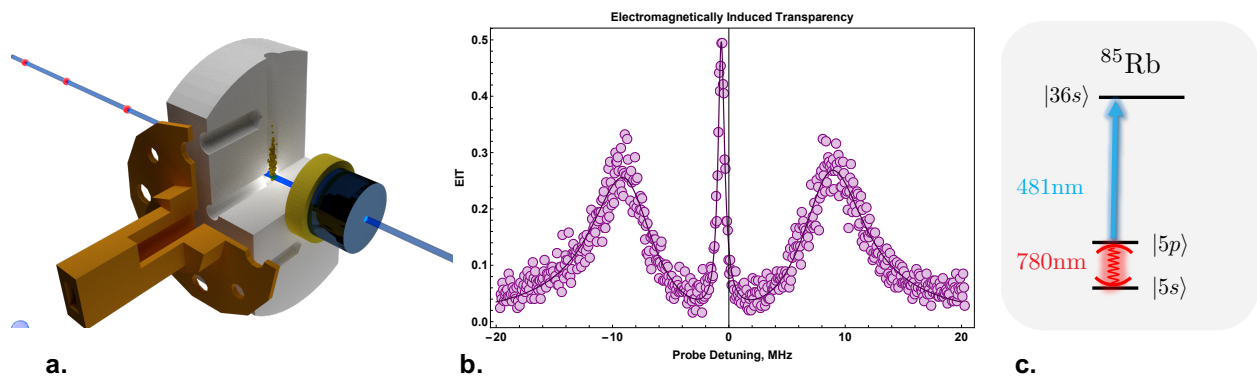 a.
Electromagnetically Induced Transparency
EIT
0.5
0.4
0.3
0.2
0.1
0.0
−20 −10 0 10 20
Probe Detuning, MHz
b.
⁸⁵Rb
|36s⟩
481nm
|5p⟩
780nm
|5s⟩
c.